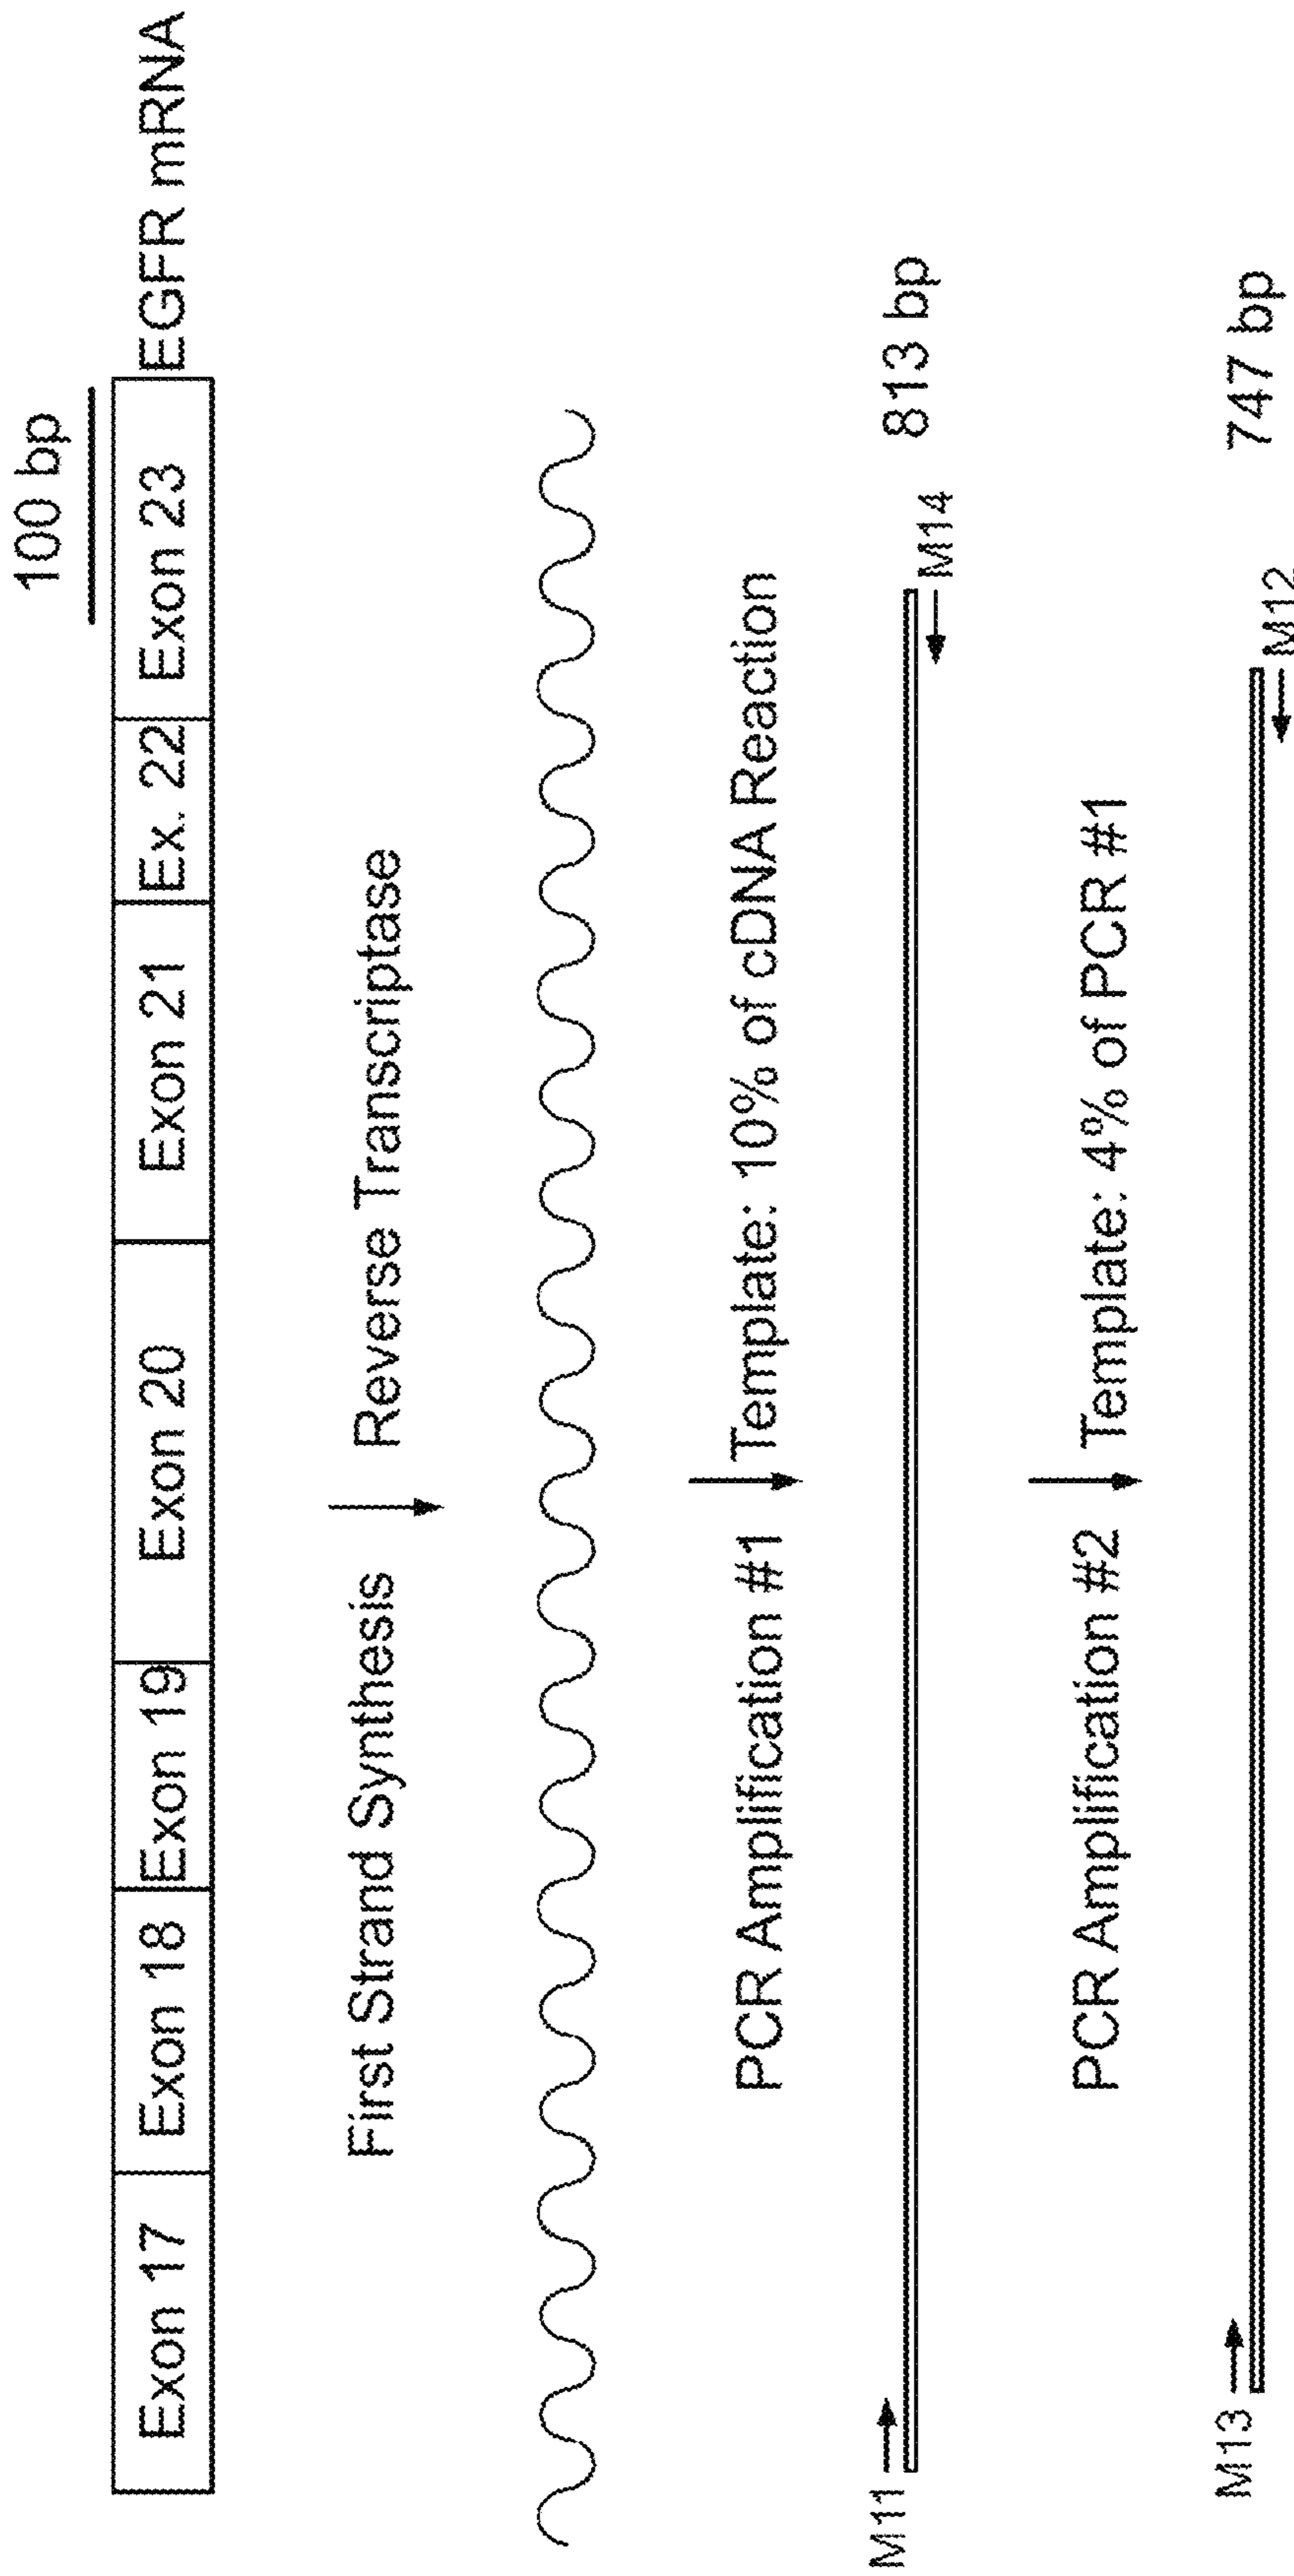 100 bp
Exon 17 Exon 18 Exon 19 Exon 20 Exon 21 Ex. 22 Exon 23 EGFR mRNA
First Strand Synthesis Reverse Transcriptase
PCR Amplification #1 Template: 10% of cDNA Reaction
M11 813 bp
M14
PCR Amplification #2 Template: 4% of PCR #1
M13 747 bp
M12